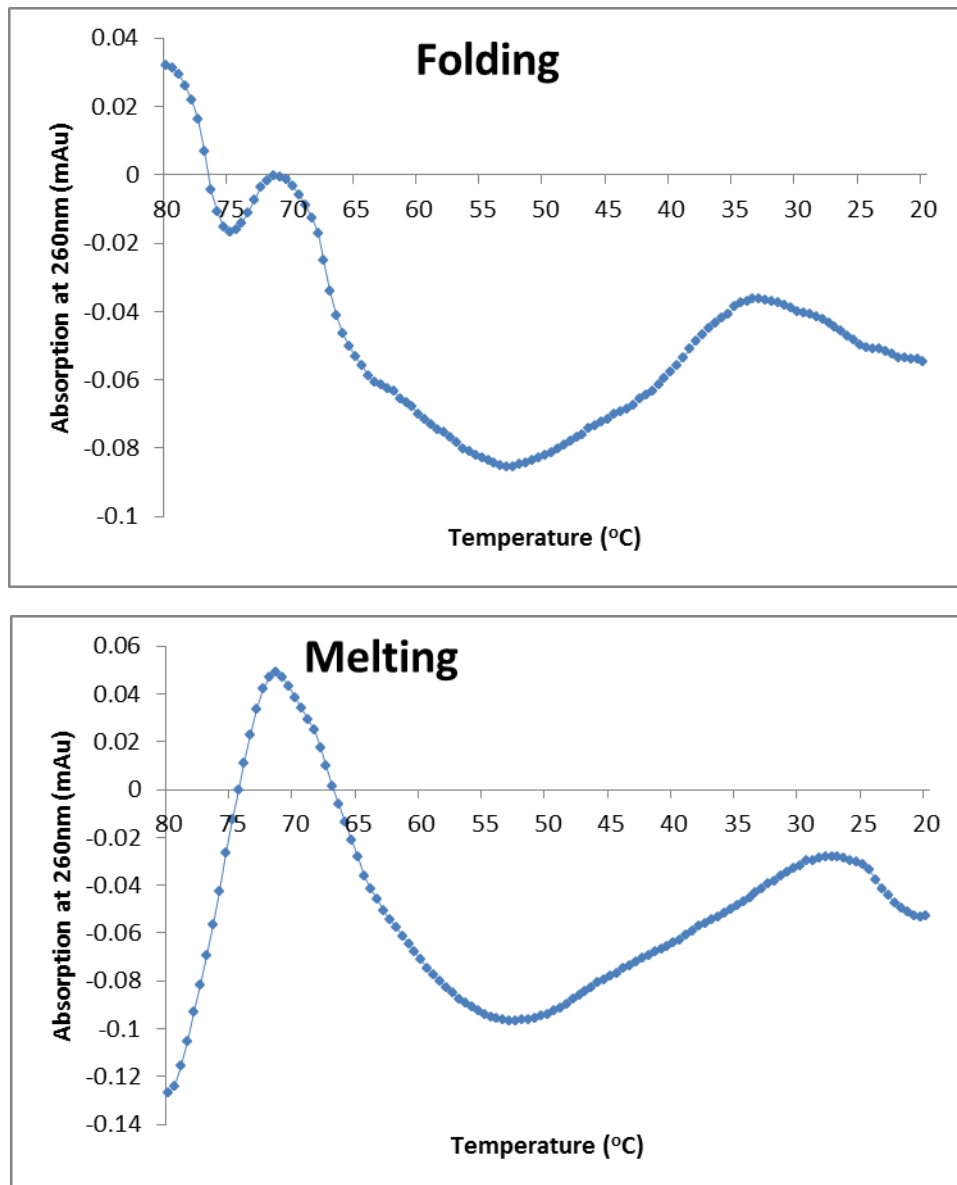 Folding
0.04
0.02
0
-0.02
-0.04
-0.06
-0.08
-0.1
80 75 70 65 60 55 50 45 40 35 30 25 20
Absorption at 260nm (mAu)
Temperature (°C)
Melting
0.06
0.04
0.02
0
-0.02
-0.04
-0.06
-0.08
-0.1
-0.12
-0.14
80 75 70 65 60 55 50 45 40 35 30 25 20
Absorption at 260nm (mAu)
Temperature (°C)